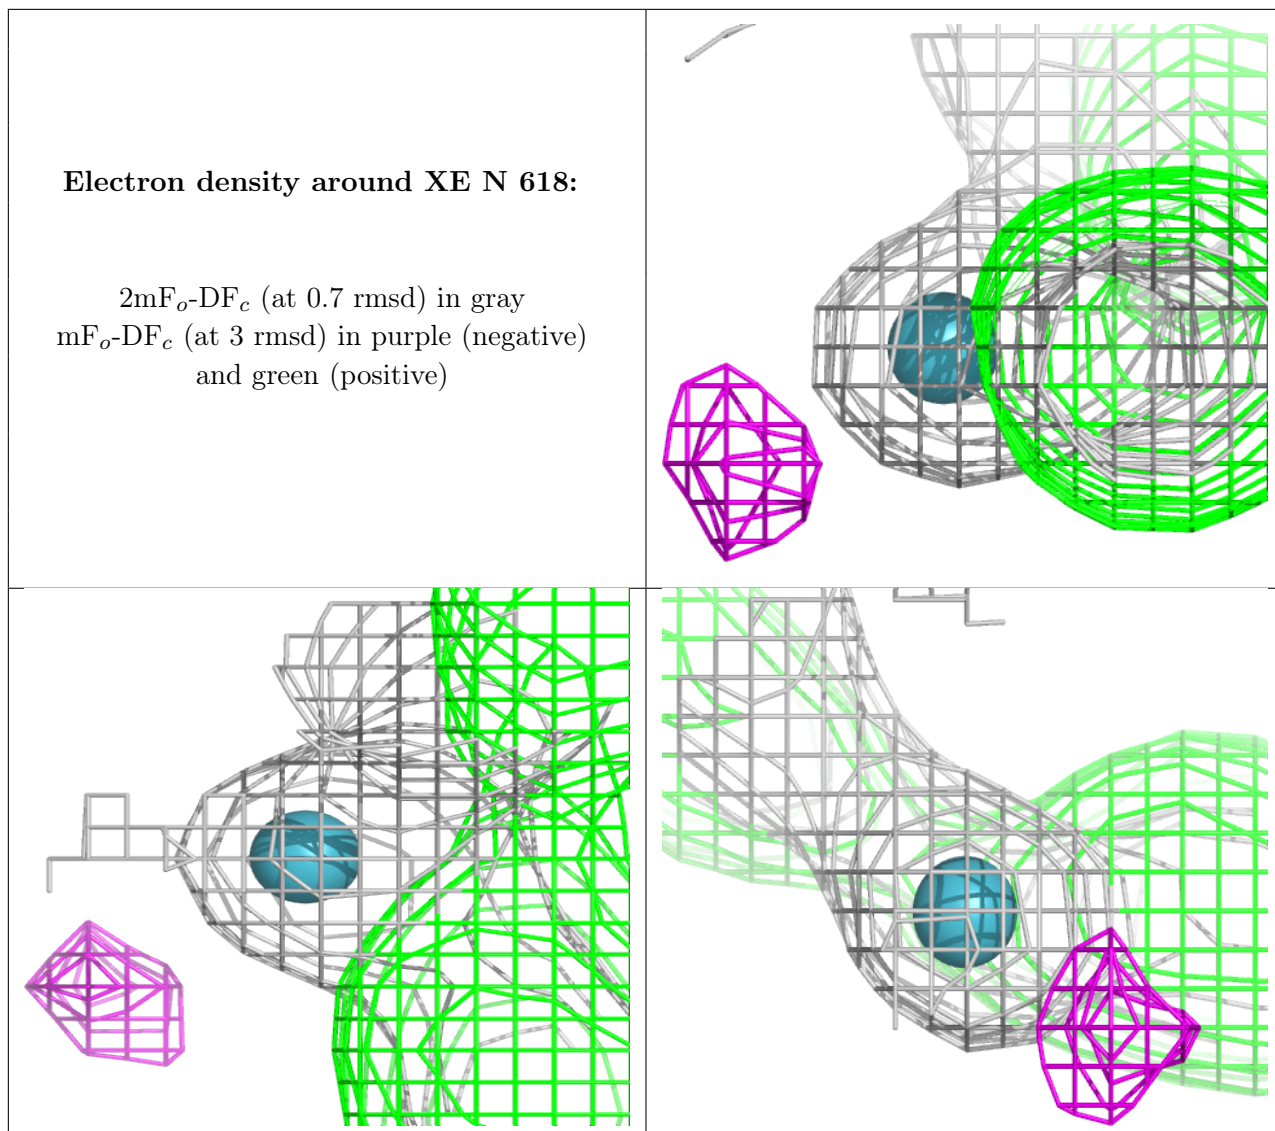 Electron density around XE N 618:
2mFo-DFc (at 0.7 rmsd) in gray
mFo-DFc (at 3 rmsd) in purple (negative)
and green (positive)